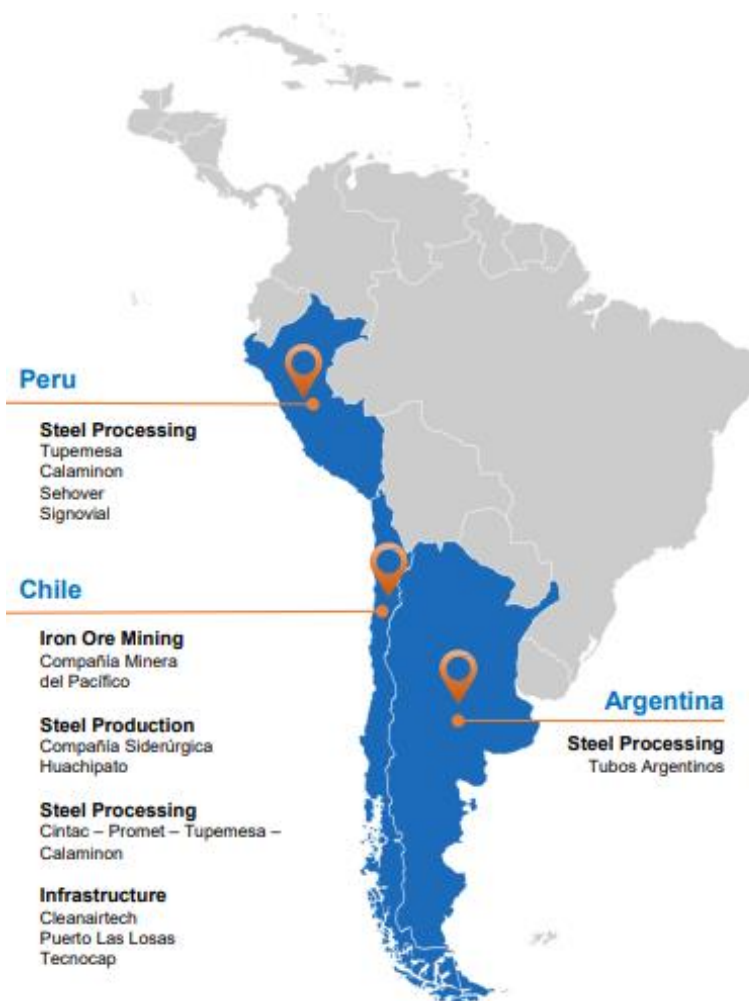 Peru
Steel Processing
Tupemesa
Calaminon
Sehover
Signovial
Chile
Iron Ore Mining
Compañia Minera
del Pacífico
Steel Production
Compañía Siderúrgica
Huachipato
Steel Processing
Cintac – Promet – Tupemesa –
Calaminon
Infrastructure
Cleanairtech
Puerto Las Losas
Tecnocap
Argentina
Steel Processing
Tubos Argentinos